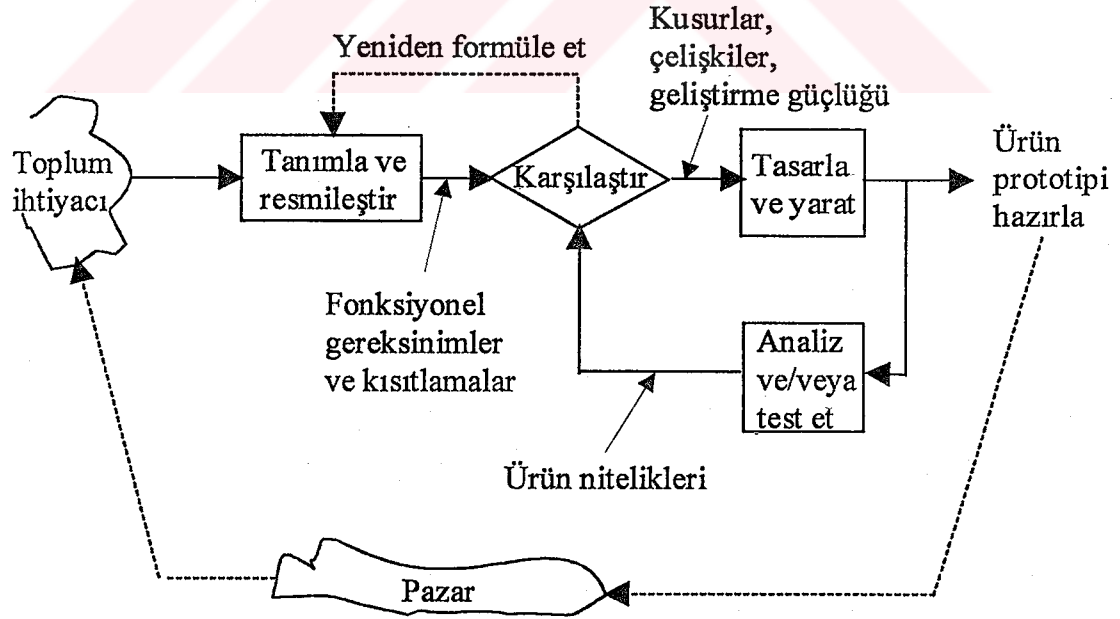 Yeniden formüle et
Kusurlar,
çelişkiler,
geliştirme güçlüğü
Toplum
ihtiyacı
Tanımla ve
resmileştir
Karşılaştır
Tasarla
ve yarat
Ürün
prototipi
hazırla
Fonksiyonel
gereksinimler
ve kısıtlamalar
Analiz
ve/veya
test et
Ürün nitelikleri
Pazar